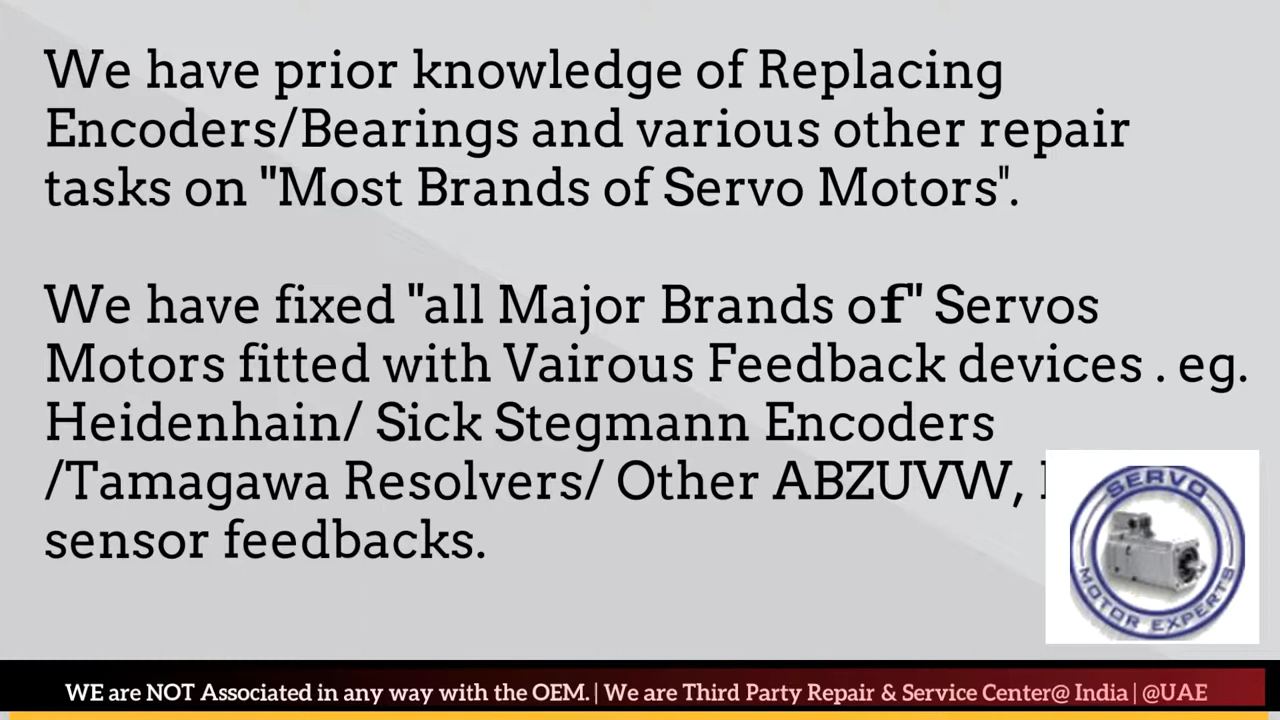 We have prior knowledge of Replacing
Encoders/Bearings and various other repair
tasks on "Most Brands of Servo Motors".
We have fixed "all Major Brands of" Servos
Motors fitted with Vairous Feedback devices . eg.
Heidenhain/ Sick Stegmann Encoders
/Tamagawa Resolvers/ Other ABZUVW,
sensor feedbacks.
SERVO
MOTOR EXPERTS
WE are NOT Associated in any way with the OEM. | We are Third Party Repair & Service Center@ India | @UAE